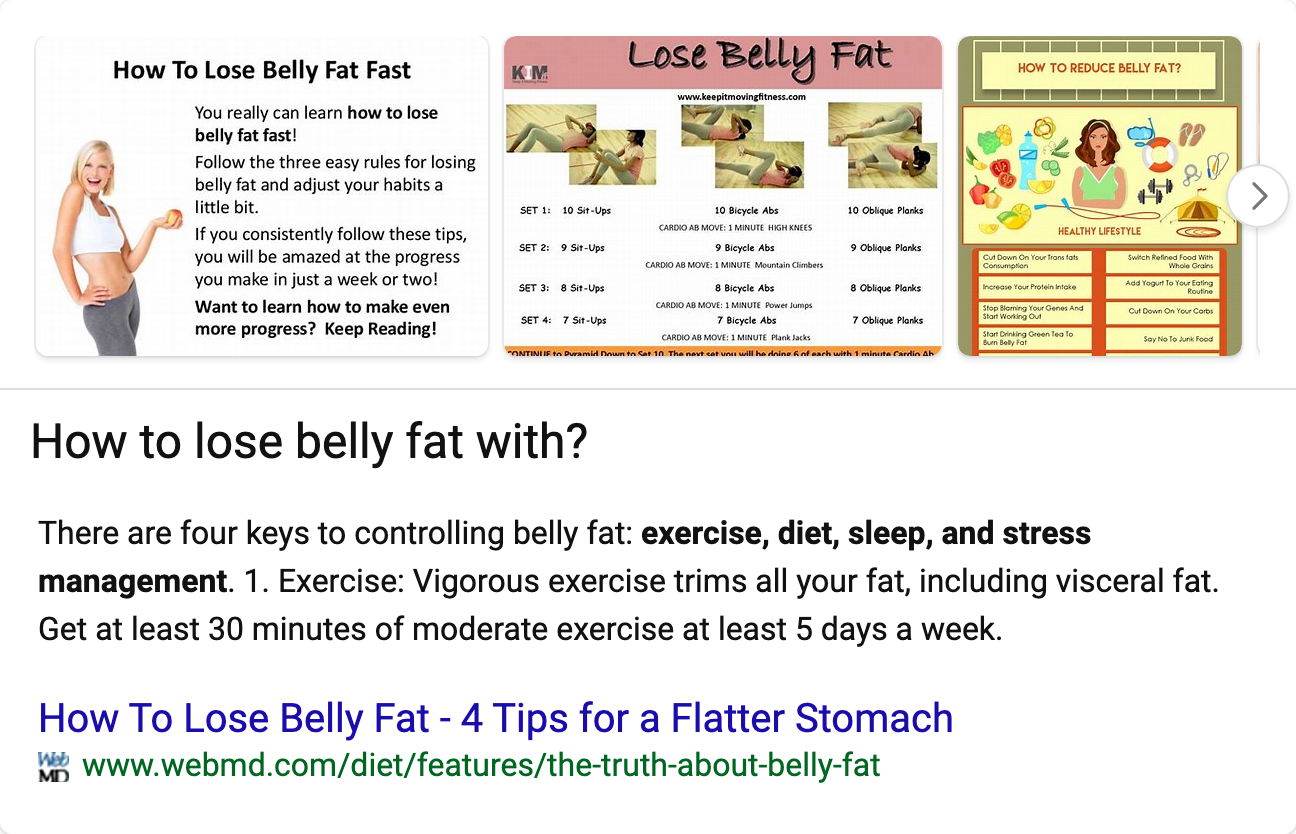 How To Lose Belly Fat Fast
You really can learn how to lose
belly fat fast!
Follow the three easy rules for losing
belly fat and adjust your habits a
little bit.
If you consistently follow these tips,
you will be amazed at the progress
you make in just a week or two!
Want to learn how to make even
more progress? Keep Reading!
Lose Belly Fat
KIM
www.keepitmovingfitness.com
SET 1: 10 Sit-Ups 10 Bicycle Abs 10 Oblique Planks
CARDIO AB MOVE: 1 MINUTE HIGH KNEES
SET 2: 9 Sit-Ups 9 Bicycle Abs 9 Oblique Planks
CARDIO AB MOVE: 1 MINUTE Mountain Climbers
SET 3: 8 Sit-Ups 8 Bicycle Abs 8 Oblique Planks
CARDIO AB MOVE: 1 MINUTE Power Jumps
SET 4: 7 Sit-Ups 7 Bicycle Abs 7 Oblique Planks
CARDIO AB MOVE: 1 MINUTE Plank Jacks
CONTINUE to Pyramid Down to Set 10. The next set you will be doing 6 of each with 1 minute Cardio Ab
HOW TO REDUCE BELLY FAT?
HEALTHY LIFESTYLE
Cut Down On Your Trans fats
Consumption
Switch Refined Food With
Whole Grains
Increase Your Protein Intake
Add Yogurt To Your Eating
Routine
Stop Blaming Your Genes And
Start Working Out
Cut Down On Your Carbs
Start Drinking Green Tea To
Burn Belly Fat
Say No To Junk Food
How to lose belly fat with?
There are four keys to controlling belly fat: exercise, diet, sleep, and stress
management. 1. Exercise: Vigorous exercise trims all your fat, including visceral fat.
Get at least 30 minutes of moderate exercise at least 5 days a week.
How To Lose Belly Fat - 4 Tips for a Flatter Stomach
Web
MD
www.webmd.com/diet/features/the-truth-about-belly-fat